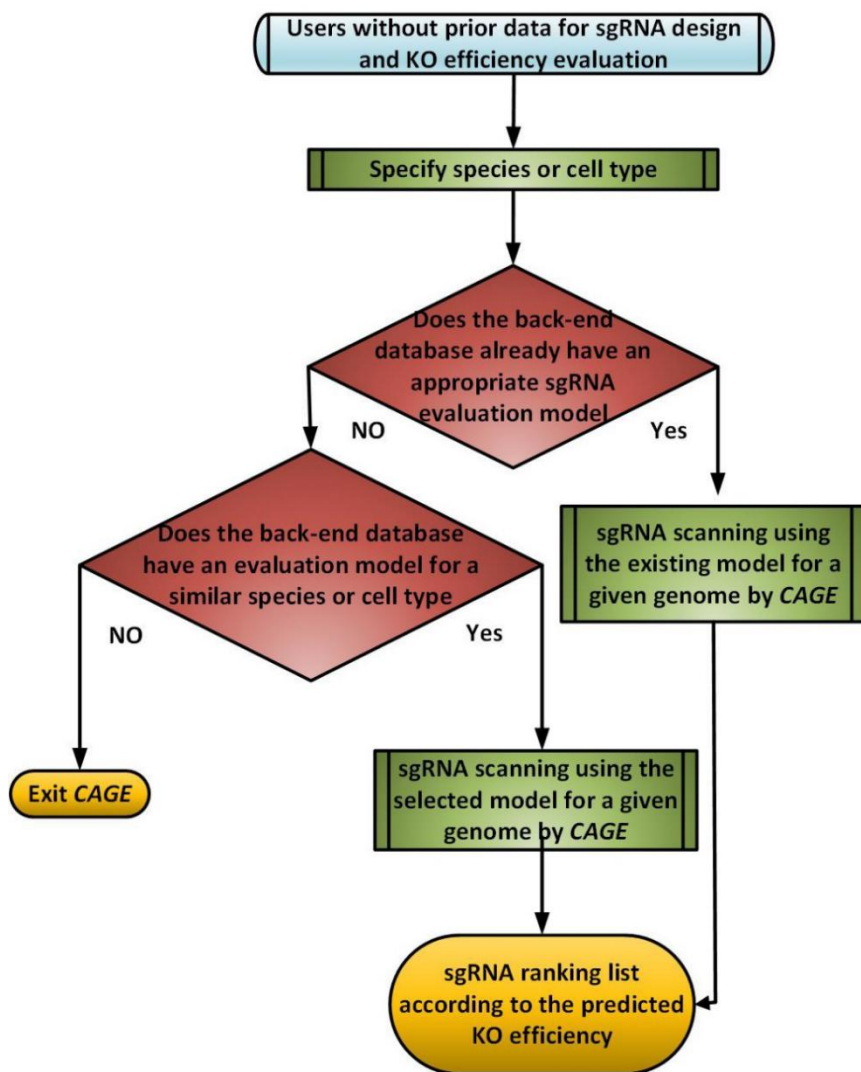 Users without prior data for sgRNA design
and KO efficiency evaluation
Specify species or cell type
Does the back-end
database already have an
appropriate sgRNA
evaluation model
NO
Yes
Does the back-end database
have an evaluation model for a
similar species or cell type
NO
Yes
sgRNA scanning using
the existing model for a
given genome by CAGE
Exit CAGE
sgRNA scanning using the
selected model for a given
genome by CAGE
sgRNA ranking list
according to the predicted
KO efficiency